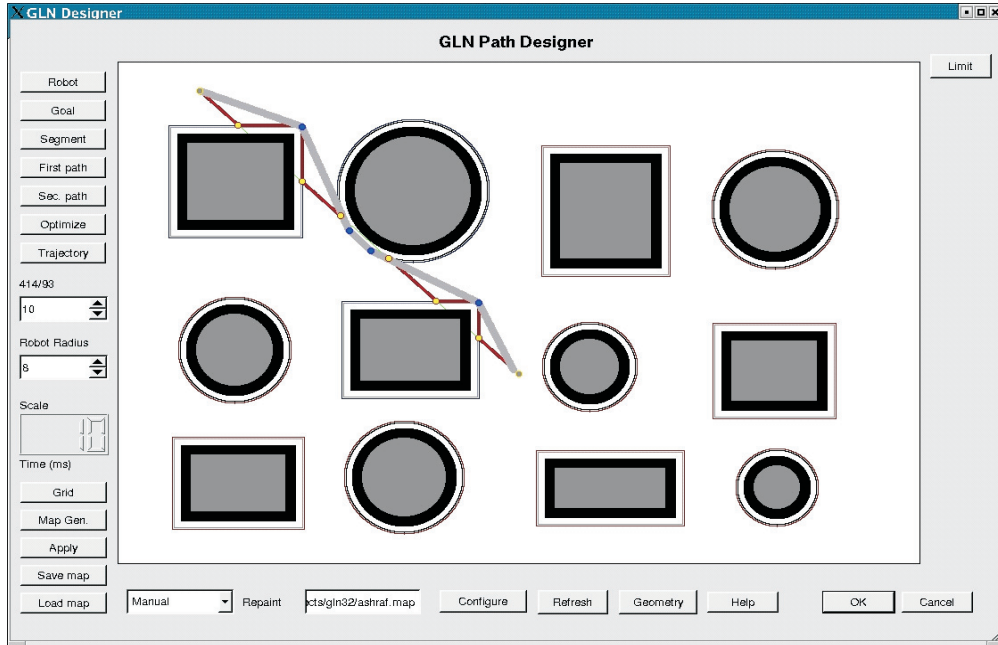 GLN Designer
GLN Path Designer
Limit
Robot
Goal
Segment
First path
Sec. path
Optimize
Trajectory
414/93
10
Robot Radius
8
Scale
10
Time (ms)
Grid
Map Gen.
Apply
Save map
Load map
Manual
Repaint
cts/gln32/ashraf.map
Configure
Refresh
Geometry
Help
OK
Cancel